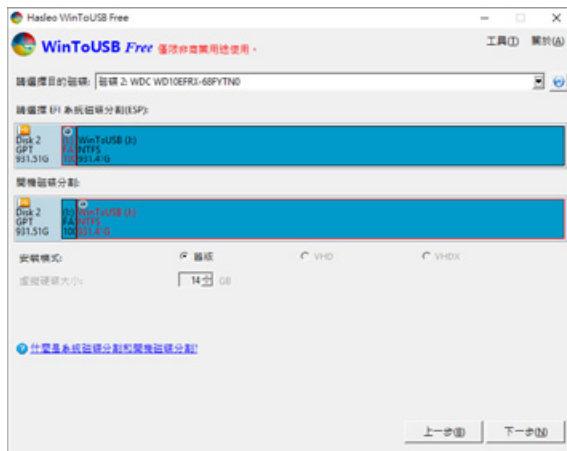 Hasleo WinToUSB Free
WinToUSB Free 僅限非商業用途使用。
工具(T) 關於(A)
請選擇目的磁碟: 磁碟 2: WDC WD10EFRX-68FYTN0
請選擇 EFI 系統磁碟分割(ESP):
Disk 2
GPT
931.51G
WinToUSB (J:)
NTFS
931.41G
開機磁碟分割:
Disk 2
GPT
931.51G
WinToUSB (J:)
NTFS
931.41G
安裝模式: 舊版 VHD VHDX
虛擬硬碟大小: 14 GB
什麼是系統磁碟分割和開機磁碟分割?
上一步(B) 下一步(N)